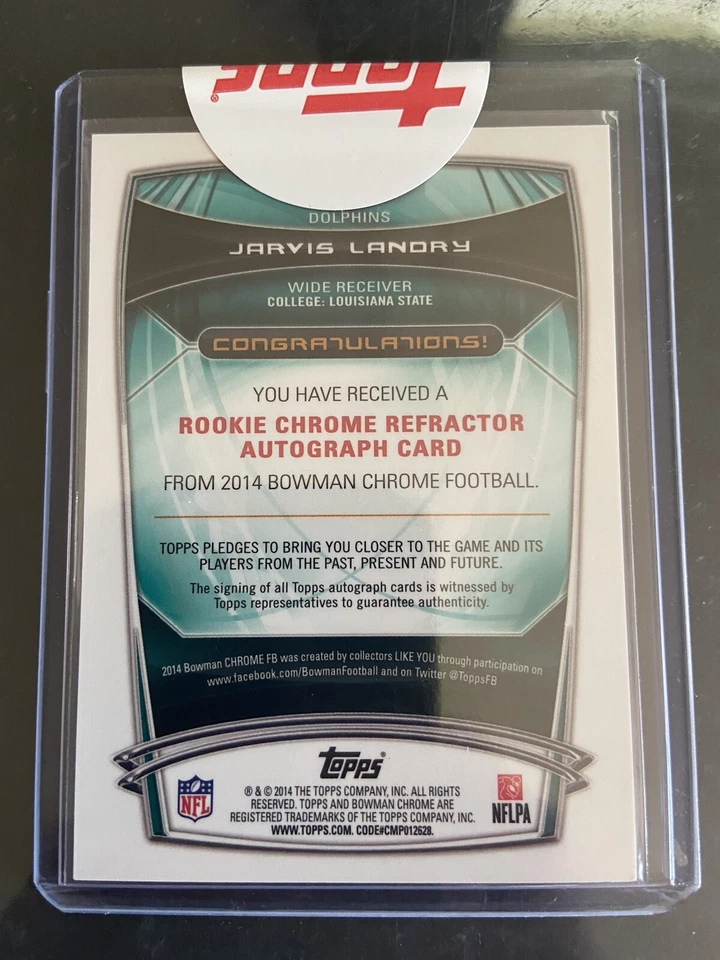 Topps®
DOLPHINS
JARVIS LANDRY
WIDE RECEIVER
COLLEGE: LOUISIANA STATE
CONGRATULATIONS!
YOU HAVE RECEIVED A
ROOKIE CHROME REFRACTOR
AUTOGRAPH CARD
FROM 2014 BOWMAN CHROME FOOTBALL.
TOPPS PLEDGES TO BRING YOU CLOSER TO THE GAME AND ITS
PLAYERS FROM THE PAST, PRESENT AND FUTURE.
The signing of all Topps autograph cards is witnessed by
Topps representatives to guarantee authenticity.
2014 Bowman CHROME FB was created by collectors LIKE YOU through participation on
www.facebook.com/BowmanFootball and on Twitter @ToppsFB
Topps®
® & © 2014 THE TOPPS COMPANY, INC. ALL RIGHTS
RESERVED. TOPPS AND BOWMAN CHROME ARE
REGISTERED TRADEMARKS OF THE TOPPS COMPANY, INC.
WWW.TOPPS.COM. CODE#CMP012628.
NFL
NFLPA